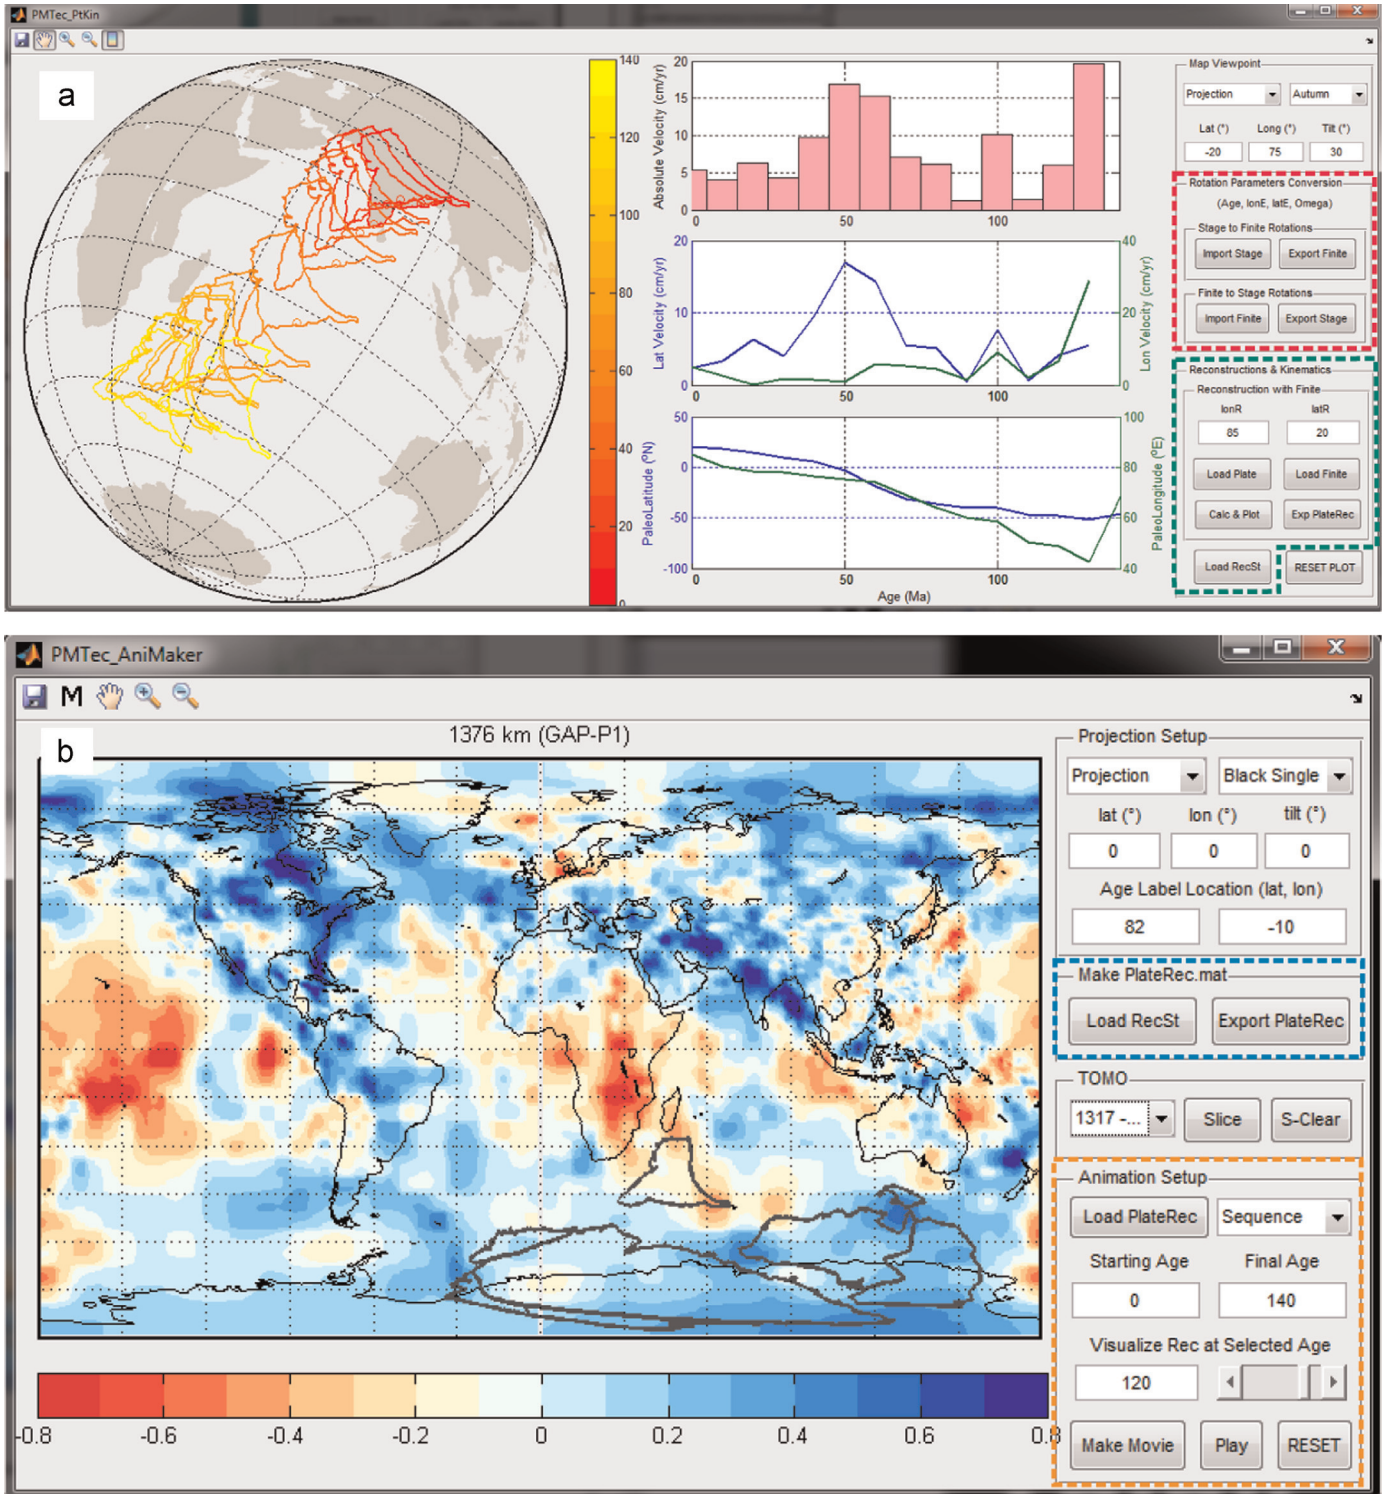 PMTec_PtKin
a
140
120
100
80
60
40
20
0
Absolute Velocity (cm/yr)
20
15
10
5
0
0
50
100
Lat Velocity (cm/yr)
20
10
0
0
50
100
40
20
0
Lon Velocity (cm/yr)
PaleoLatitude (ºN)
50
0
-50
-100
0
50
100
100
80
60
40
PaleoLongitude (ºE)
Age (Ma)
Map Viewpoint
Projection
Autumn
Lat (°) Long (°) Tilt (°)
-20 75 30
Rotation Parameters Conversion
(Age, lonE, latE, Omega)
Stage to Finite Rotations
Import Stage Export Finite
Finite to Stage Rotations
Import Finite Export Stage
Reconstructions & Kinematics
Reconstruction with Finite
lonR latR
85 20
Load Plate Load Finite
Calc & Plot Exp PlateRec
Load RecSt RESET PLOT
PMTec_AniMaker
M
b
1376 km (GAP-P1)
-0.8 -0.6 -0.4 -0.2 0 0.2 0.4 0.6 0.8
Projection Setup
Projection Black Single
lat (°) lon (°) tilt (°)
0 0 0
Age Label Location (lat, lon)
82 -10
Make PlateRec.mat
Load RecSt Export PlateRec
TOMO
1317 -... Slice S-Clear
Animation Setup
Load PlateRec Sequence
Starting Age Final Age
0 140
Visualize Rec at Selected Age
120
Make Movie Play RESET